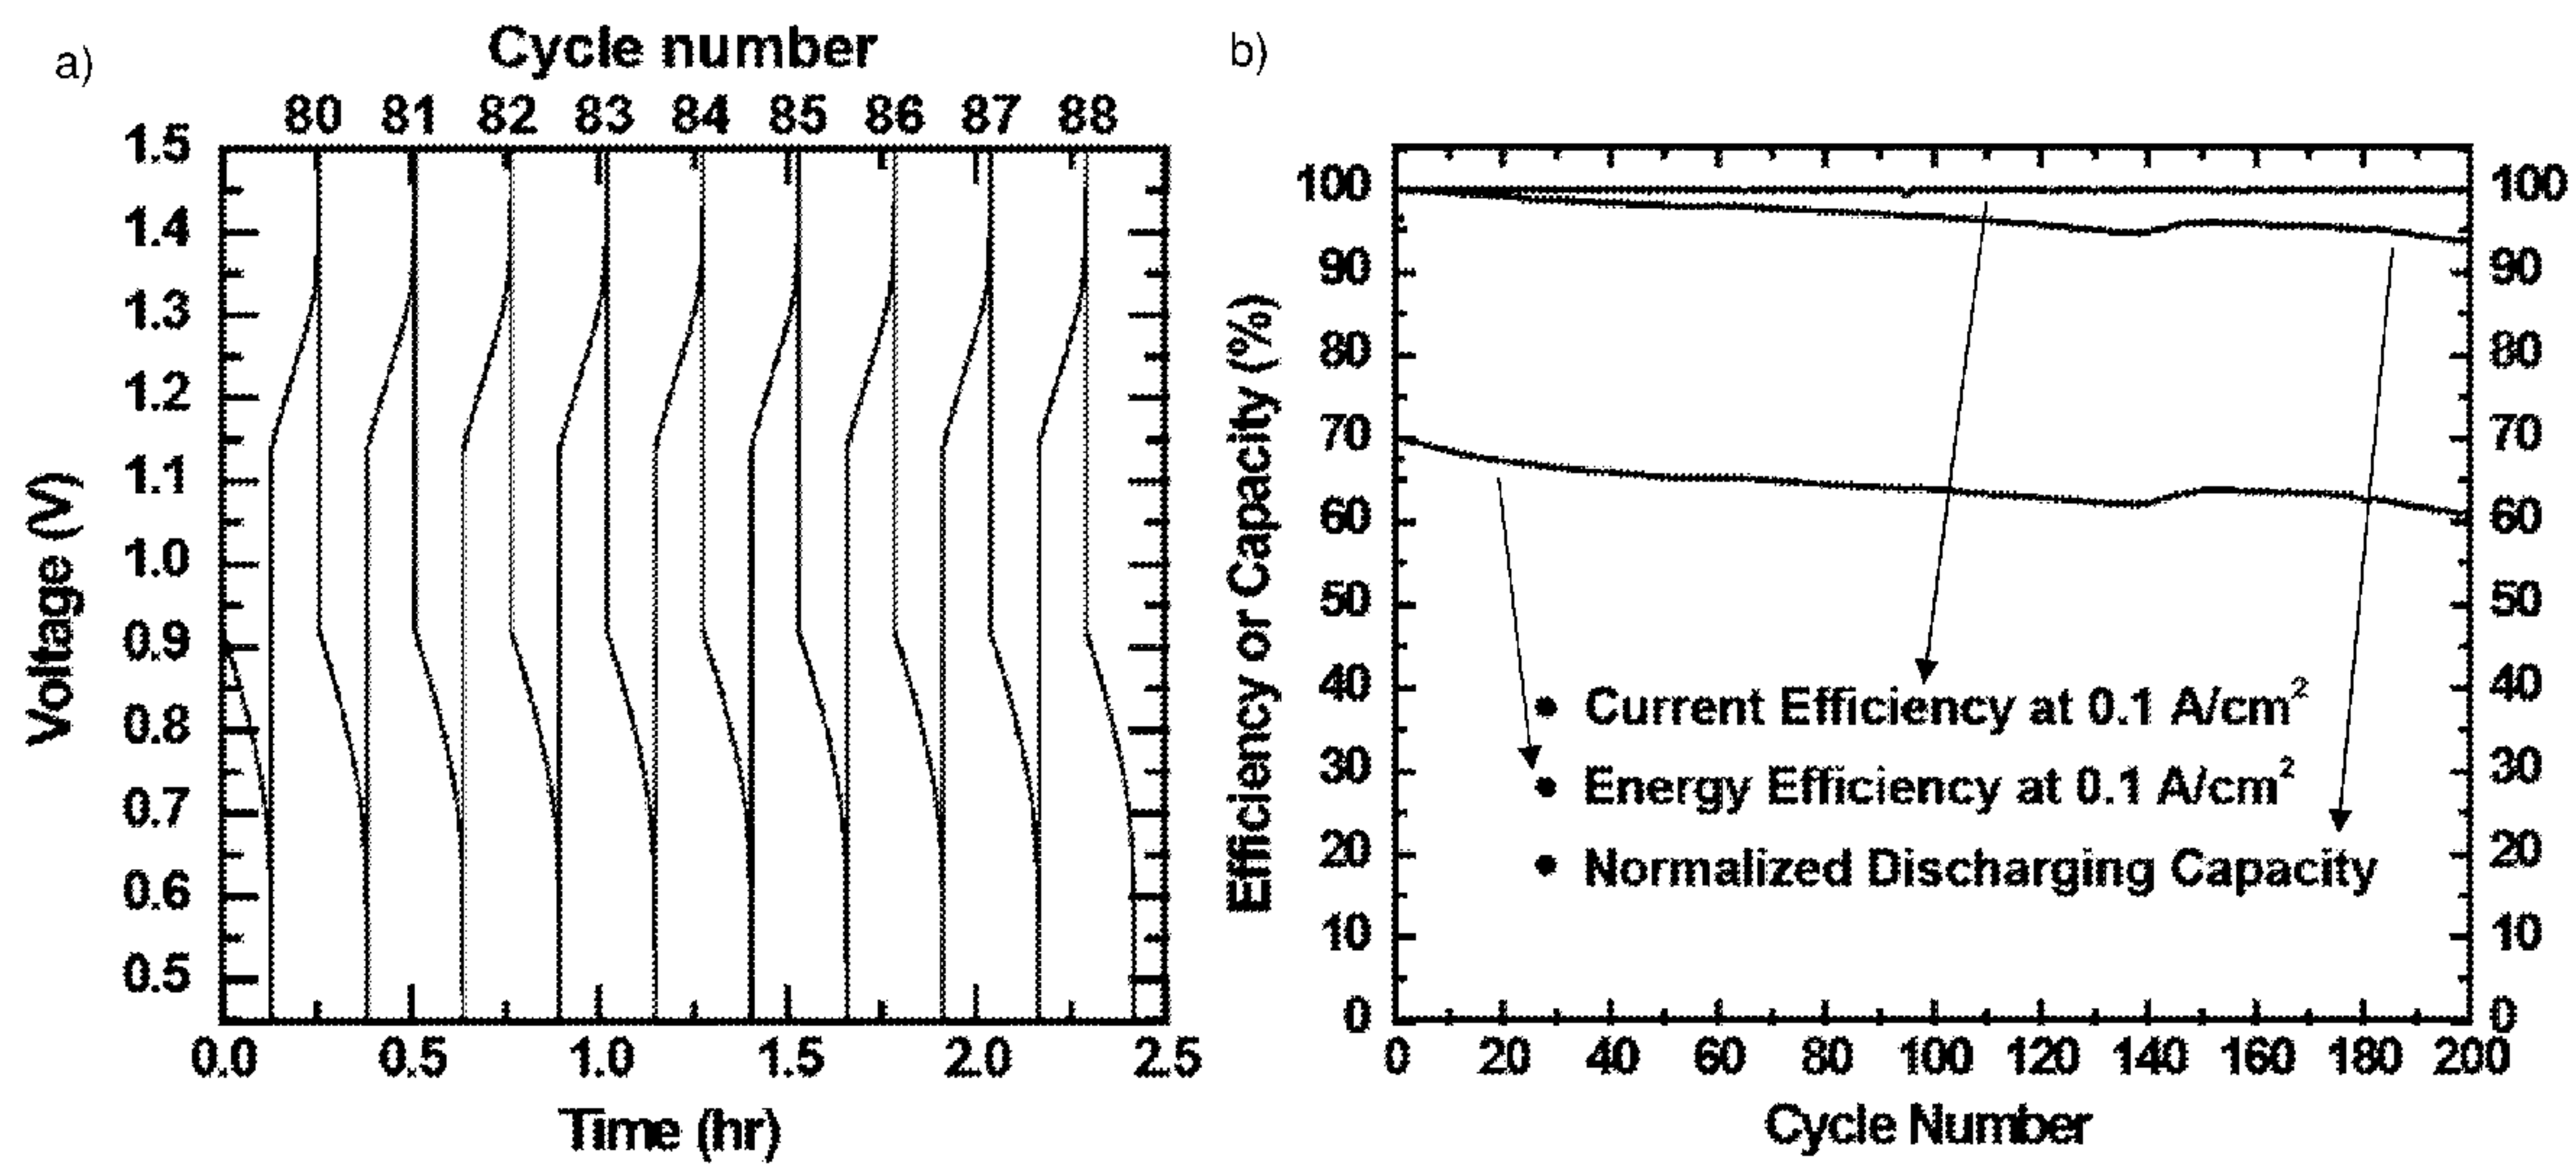 a)
Cycle number
80 81 82 83 84 85 86 87 88
1.5
1.4
1.3
1.2
1.1
1.0
0.9
0.8
0.7
0.6
0.5
Voltage (V)
0.0 0.5 1.0 1.5 2.0 2.5
Time (hr)
b)
100 100
90 90
80 80
70 70
60 60
50 50
40 40
30 30
20 20
10 10
0 0
Efficiency or Capacity (%)
• Current Efficiency at 0.1 A/cm²
• Energy Efficiency at 0.1 A/cm²
• Normalized Discharging Capacity
0 20 40 60 80 100 120 140 160 180 200
Cycle Number